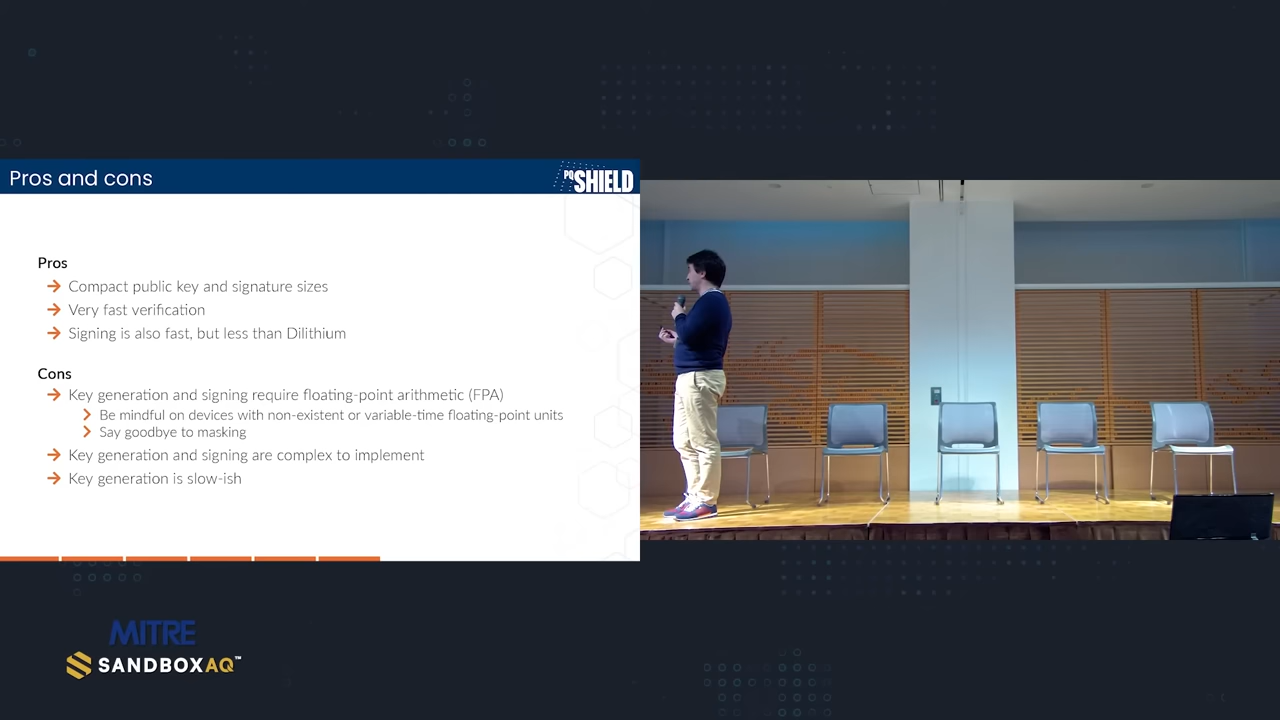 Pros and cons
PQ SHIELD
Pros
Compact public key and signature sizes
Very fast verification
Signing is also fast, but less than Dilithium
Cons
Key generation and signing require floating-point arithmetic (FPA)
Be mindful on devices with non-existent or variable-time floating-point units
Say goodbye to masking
Key generation and signing are complex to implement
Key generation is slow-ish
MITRE
SANDBOXAQ™